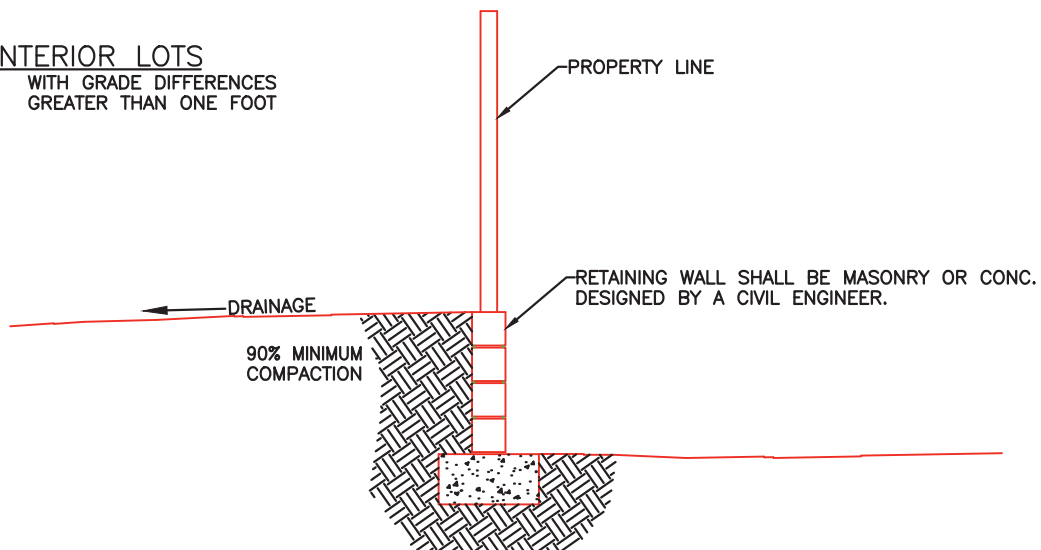 NTERIOR LOTS
WITH GRADE DIFFERENCES
GREATER THAN ONE FOOT
PROPERTY LINE
RETAINING WALL SHALL BE MASONRY OR CONC.
DESIGNED BY A CIVIL ENGINEER.
DRAINAGE
90% MINIMUM
COMPACTION